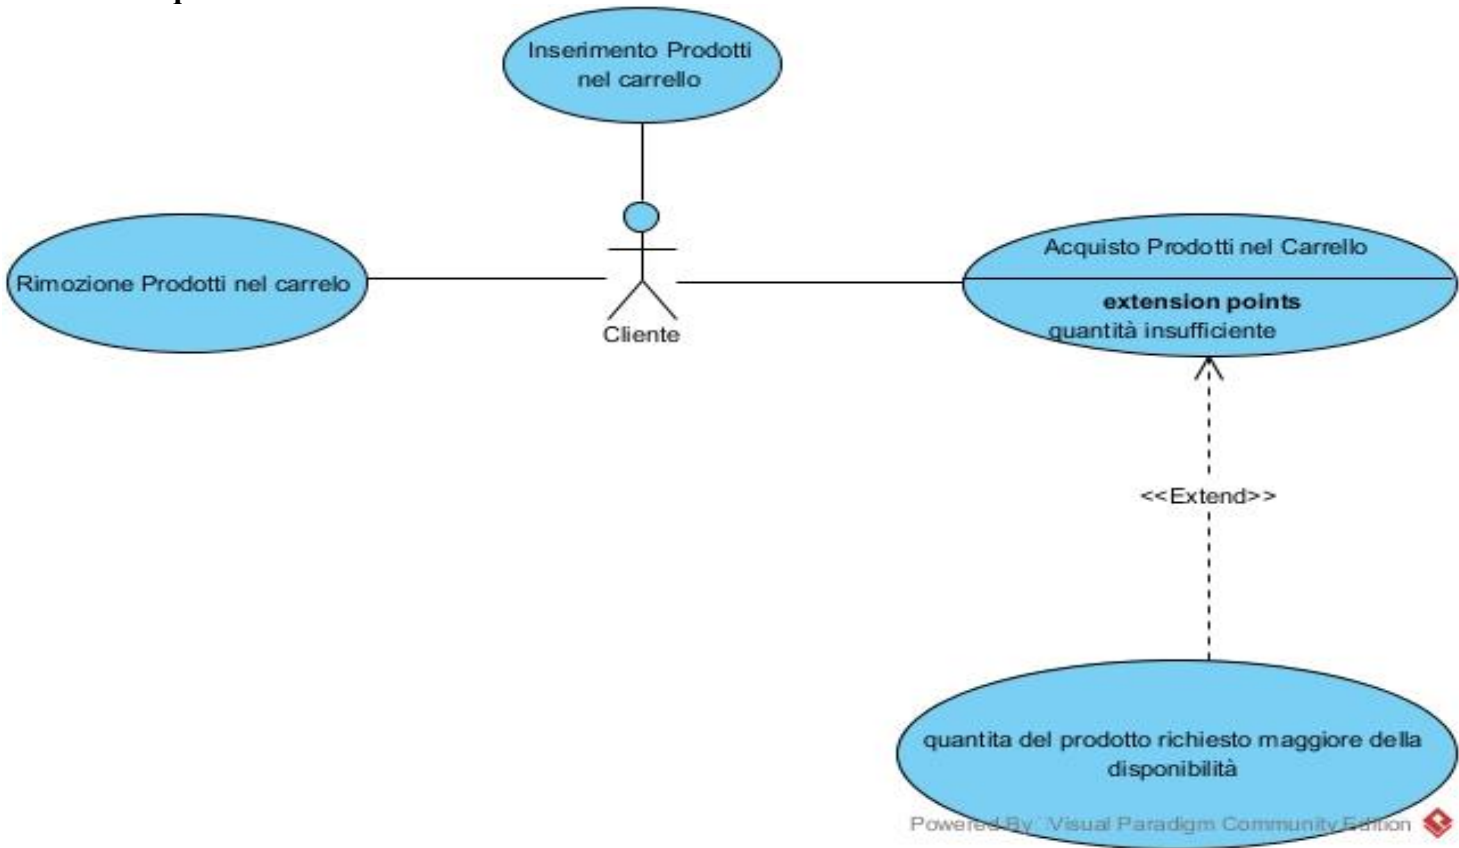 Inserimento Prodotti
nel carrello
Rimozione Prodotti nel carrelo
Cliente
Acquisto Prodotti nel Carrello
extension points
quantità insufficiente
<<Extend>>
quantita del prodotto richiesto maggiore della
disponibilità
Powered By Visual Paradigm Community Edition